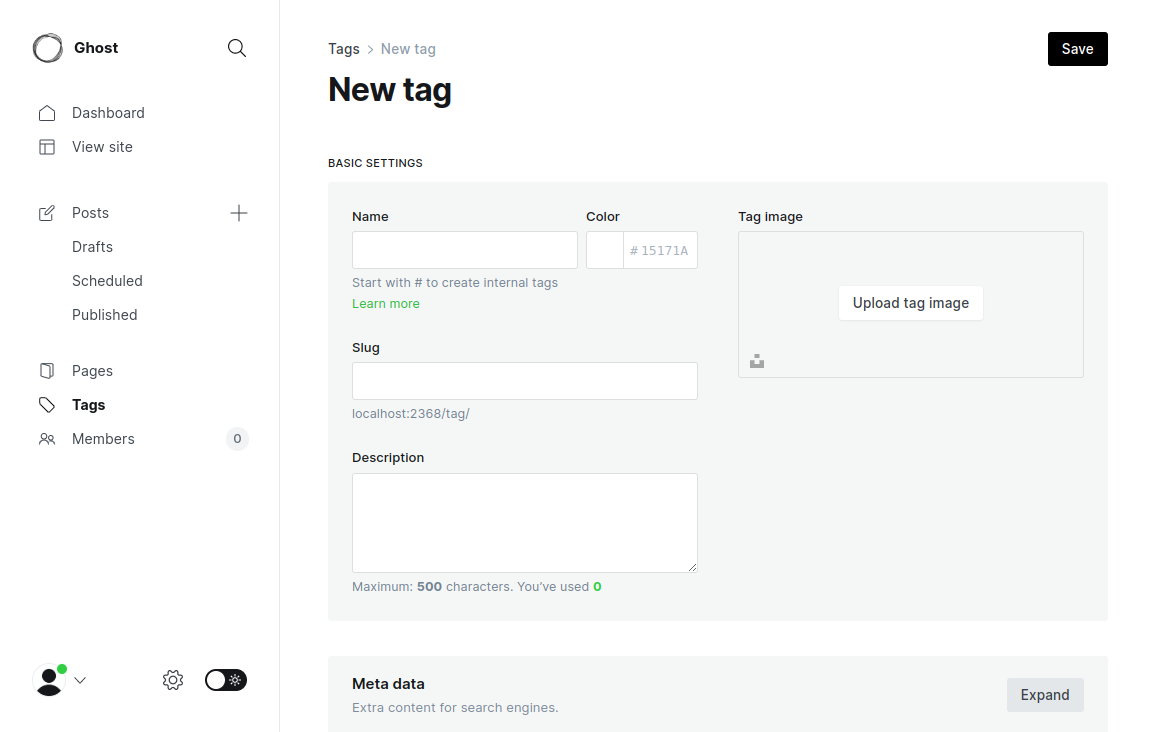 Ghost
Dashboard
View site
Posts
Drafts
Scheduled
Published
Pages
Tags
Members 0
Tags > New tag
Save
New tag
BASIC SETTINGS
Name Color Tag image
# 15171A
Start with # to create internal tags
Learn more
Upload tag image
Slug
localhost:2368/tag/
Description
Maximum: 500 characters. You’ve used 0
Meta data
Extra content for search engines.
Expand